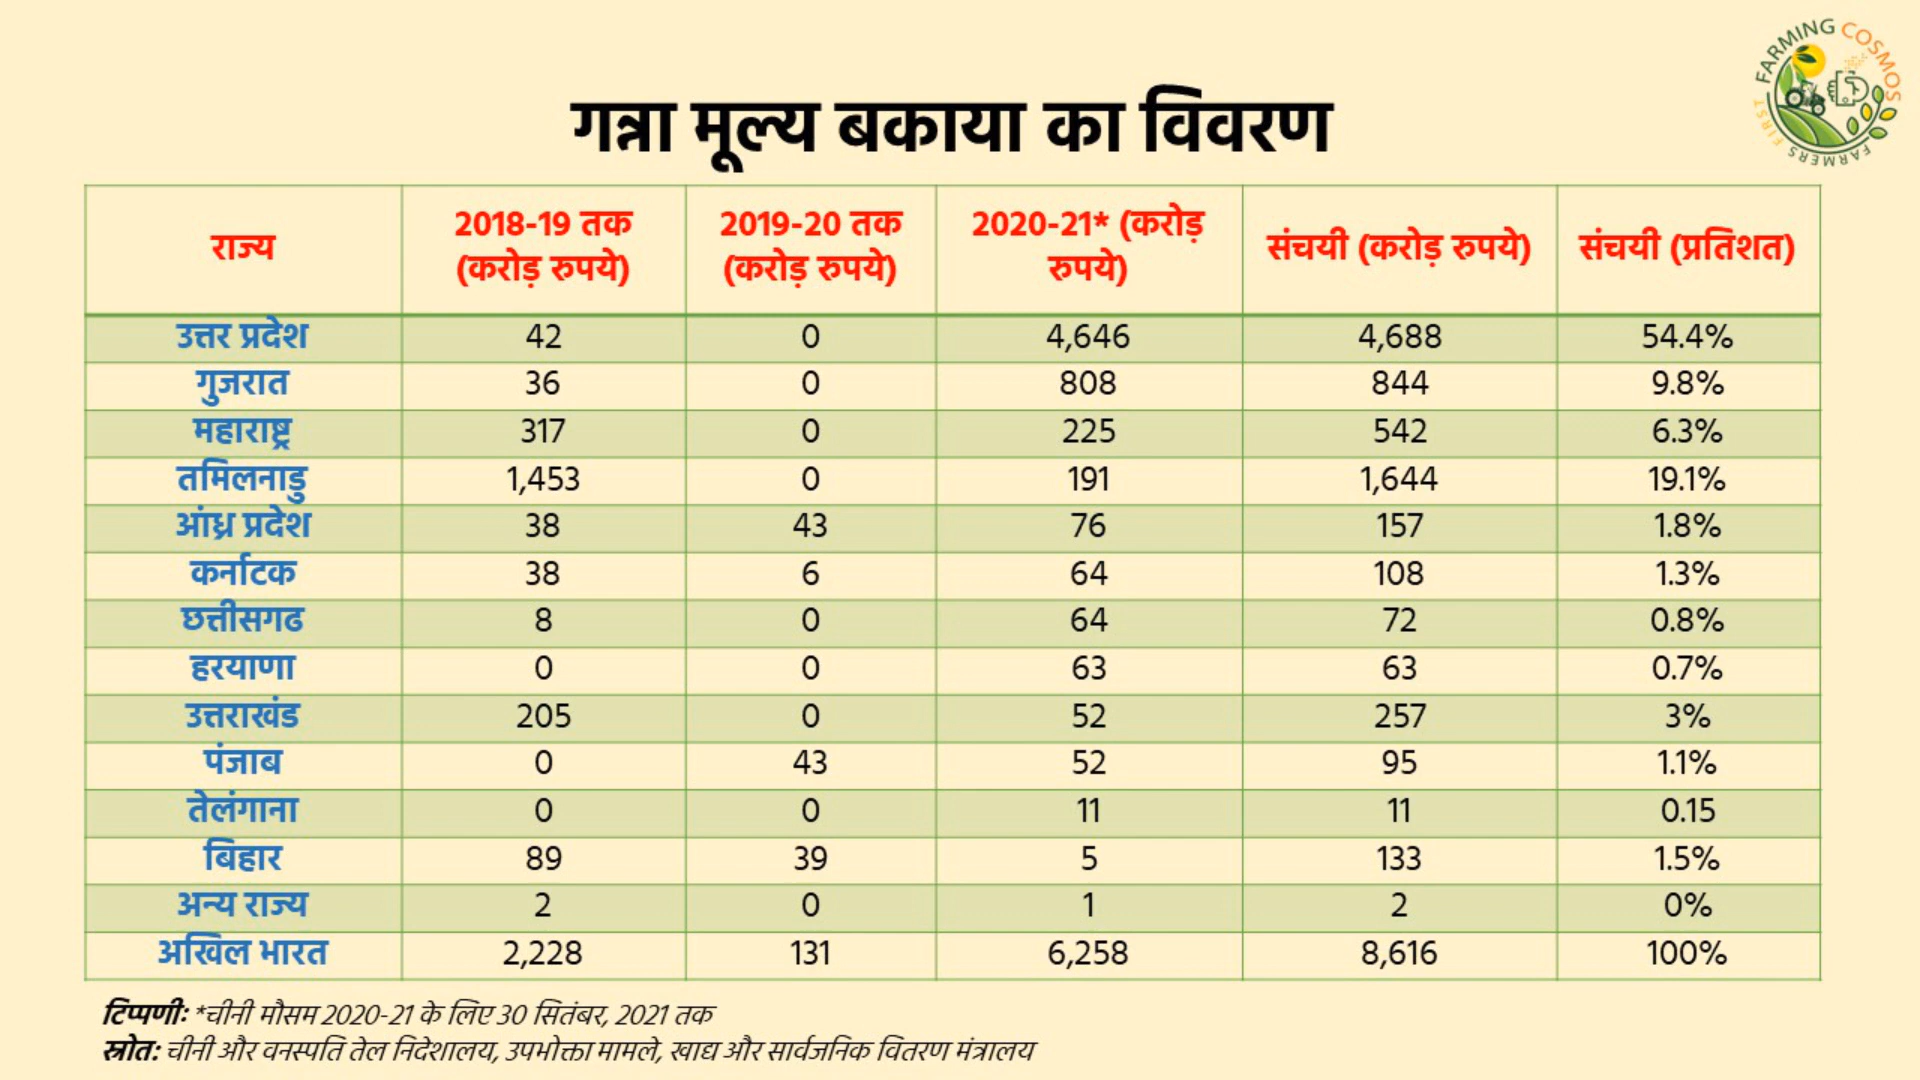 FARMING COSMOS
FARMERS FIRST
गन्ना मूल्य बकाया का विवरण
राज्य 2018-19 तक (करोड़ रुपये) 2019-20 तक (करोड़ रुपये) 2020-21* (करोड़ रुपये) संचयी (करोड़ रुपये) संचयी (प्रतिशत)
उत्तर प्रदेश 42 0 4,646 4,688 54.4%
गुजरात 36 0 808 844 9.8%
महाराष्ट्र 317 0 225 542 6.3%
तमिलनाडु 1,453 0 191 1,644 19.1%
आंध्र प्रदेश 38 43 76 157 1.8%
कर्नाटक 38 6 64 108 1.3%
छत्तीसगढ 8 0 64 72 0.8%
हरयाणा 0 0 63 63 0.7%
उत्तराखंड 205 0 52 257 3%
पंजाब 0 43 52 95 1.1%
तेलंगाना 0 0 11 11 0.15
बिहार 89 39 5 133 1.5%
अन्य राज्य 2 0 1 2 0%
अखिल भारत 2,228 131 6,258 8,616 100%
टिप्पणी: *चीनी मौसम 2020-21 के लिए 30 सितंबर, 2021 तक
स्रोत: चीनी और वनस्पति तेल निदेशालय, उपभोक्ता मामले, खाद्य और सार्वजनिक वितरण मंत्रालय